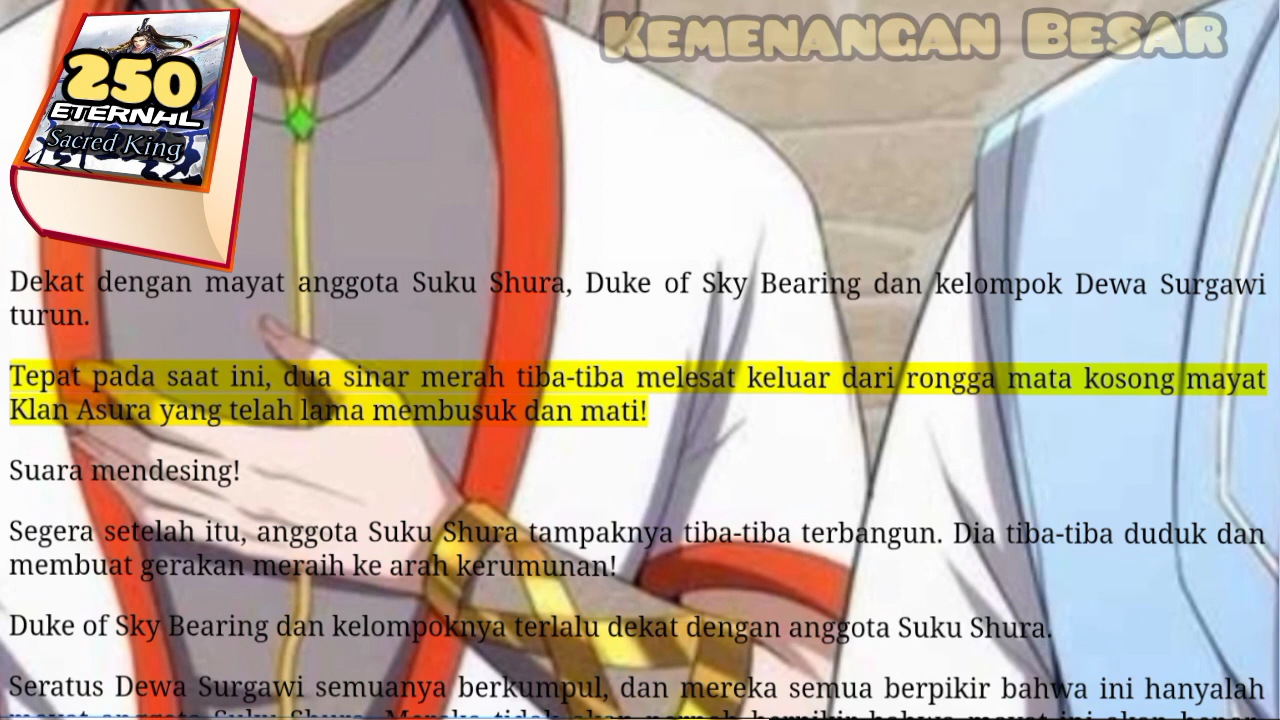 Kemenangan Besar
250
ETERNAL
Sacred King
Dekat dengan mayat anggota Suku Shura, Duke of Sky Bearing dan kelompok Dewa Surgawi
turun.
Tepat pada saat ini, dua sinar merah tiba-tiba melesat keluar dari rongga mata kosong mayat
Klan Asura yang telah lama membusuk dan mati!
Suara mendesing!
Segera setelah itu, anggota Suku Shura tampaknya tiba-tiba terbangun. Dia tiba-tiba duduk dan
membuat gerakan meraih ke arah kerumunan!
Duke of Sky Bearing dan kelompoknya terlalu dekat dengan anggota Suku Shura.
Seratus Dewa Surgawi semuanya berkumpul, dan mereka semua berpikir bahwa ini hanyalah